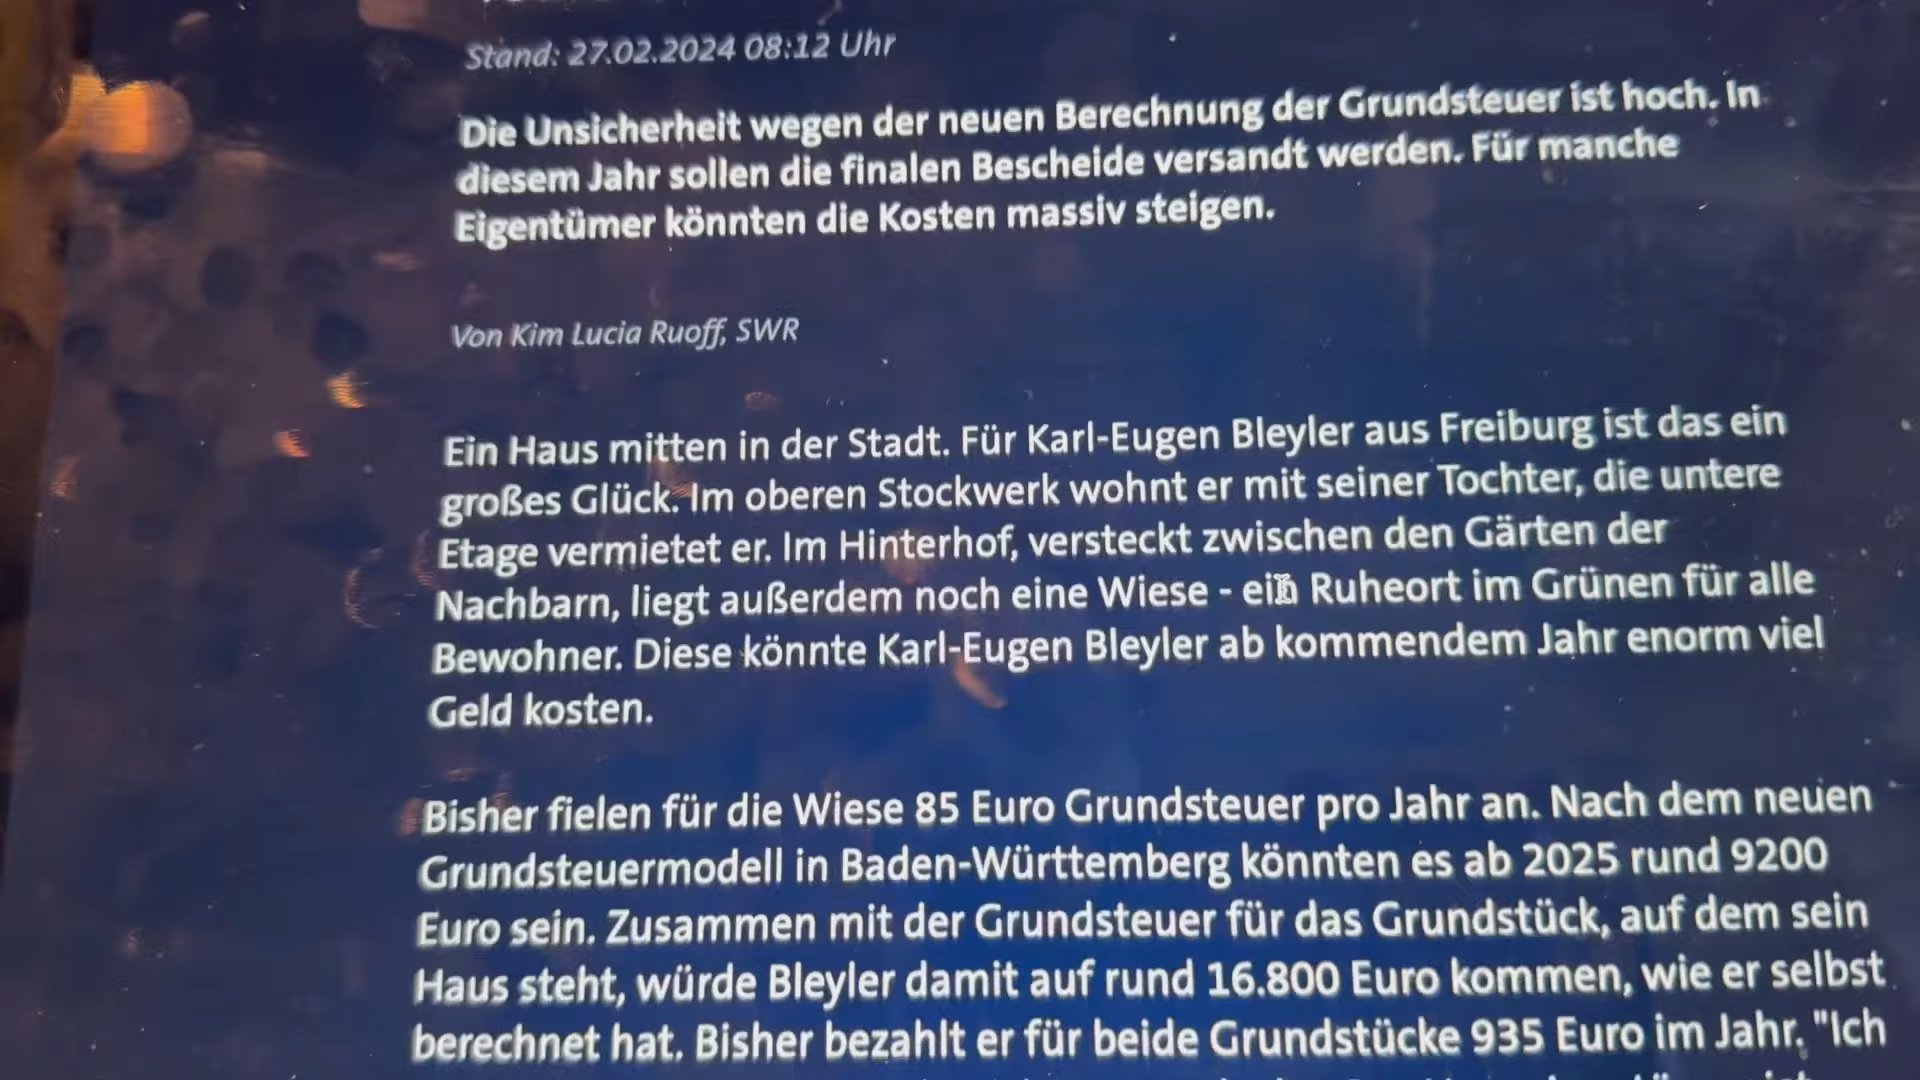 Stand: 27.02.2024 08:12 Uhr
Die Unsicherheit wegen der neuen Berechnung der Grundsteuer ist hoch. In
diesem Jahr sollen die finalen Bescheide versandt werden. Für manche
Eigentümer könnten die Kosten massiv steigen.
Von Kim Lucia Ruoff, SWR
Ein Haus mitten in der Stadt. Für Karl-Eugen Bleyler aus Freiburg ist das ein
großes Glück. Im oberen Stockwerk wohnt er mit seiner Tochter, die untere
Etage vermietet er. Im Hinterhof, versteckt zwischen den Gärten der
Nachbarn, liegt außerdem noch eine Wiese - ein Ruheort im Grünen für alle
Bewohner. Diese könnte Karl-Eugen Bleyler ab kommendem Jahr enorm viel
Geld kosten.
Bisher fielen für die Wiese 85 Euro Grundsteuer pro Jahr an. Nach dem neuen
Grundsteuermodell in Baden-Württemberg könnten es ab 2025 rund 9200
Euro sein. Zusammen mit der Grundsteuer für das Grundstück, auf dem sein
Haus steht, würde Bleyler damit auf rund 16.800 Euro kommen, wie er selbst
berechnet hat. Bisher bezahlt er für beide Grundstücke 935 Euro im Jahr. "Ich